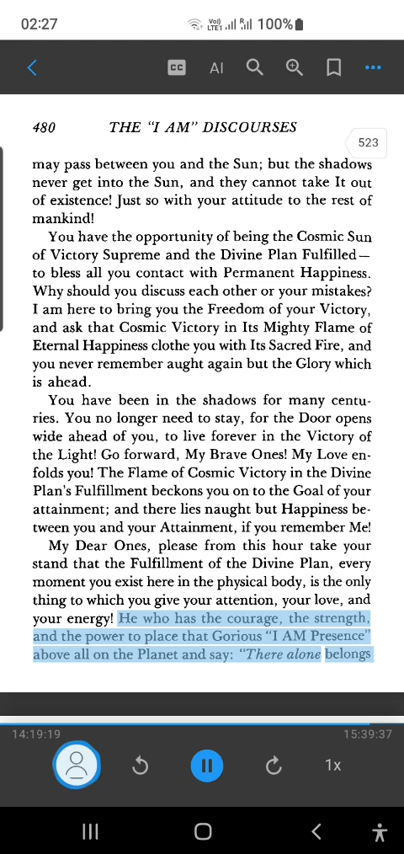 02:27
Vo)) LTE1 R 100%
CC AI
480 THE "I AM" DISCOURSES
523
may pass between you and the Sun; but the shadows
never get into the Sun, and they cannot take It out
of existence! Just so with your attitude to the rest of
mankind!
You have the opportunity of being the Cosmic Sun
of Victory Supreme and the Divine Plan Fulfilled—
to bless all you contact with Permanent Happiness.
Why should you discuss each other or your mistakes?
I am here to bring you the Freedom of your Victory,
and ask that Cosmic Victory in Its Mighty Flame of
Eternal Happiness clothe you with Its Sacred Fire, and
you never remember aught again but the Glory which
is ahead.
You have been in the shadows for many centu-
ries. You no longer need to stay, for the Door opens
wide ahead of you, to live forever in the Victory of
the Light! Go forward, My Brave Ones! My Love en-
folds you! The Flame of Cosmic Victory in the Divine
Plan's Fulfillment beckons you on to the Goal of your
attainment; and there lies naught but Happiness be-
tween you and your Attainment, if you remember Me!
My Dear Ones, please from this hour take your
stand that the Fulfillment of the Divine Plan, every
moment you exist here in the physical body, is the only
thing to which you give your attention, your love, and
your energy! He who has the courage, the strength,
and the power to place that Gorious "I AM Presence"
above all on the Planet and say: "There alone belongs
14:19:19 15:39:37
1x